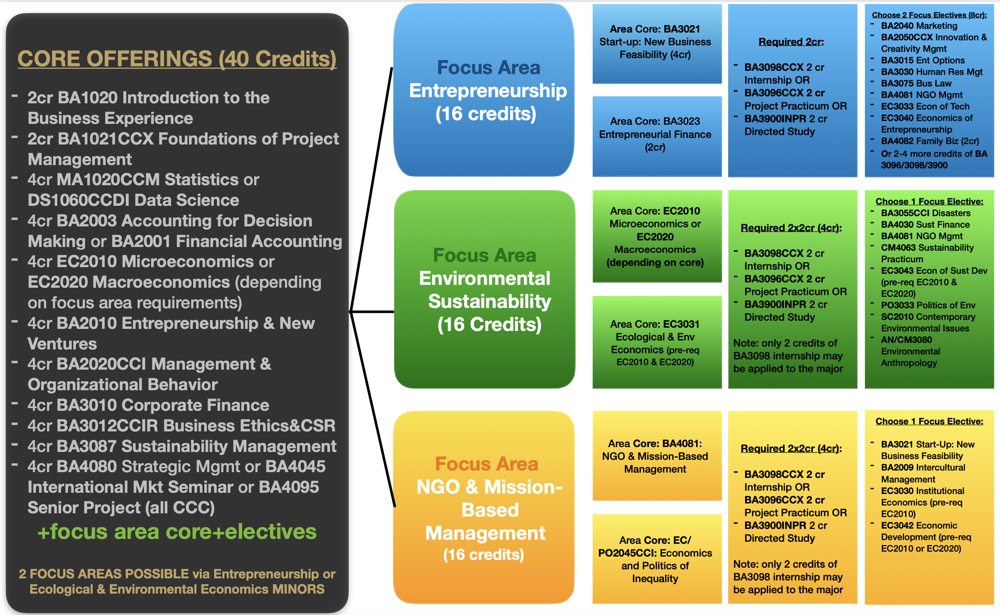 CORE OFFERINGS (40 Credits)
- 2cr BA1020 Introduction to the
Business Experience
- 2cr BA1021CCX Foundations of Project
Management
- 4cr MA1020CCM Statistics or
DS1060CCDI Data Science
- 4cr BA2003 Accounting for Decision
Making or BA2001 Financial Accounting
- 4cr EC2010 Microeconomics or
EC2020 Macroeconomics (depending
on focus area requirements)
- 4cr BA2010 Entrepreneurship & New
Ventures
- 4cr BA2020CCI Management &
Organizational Behavior
- 4cr BA3010 Corporate Finance
- 4cr BA3012CCIR Business Ethics&CSR
- 4cr BA3087 Sustainability Management
- 4cr BA4080 Strategic Mgmt or BA4045
International Mkt Seminar or BA4095
Senior Project (all CCC)
+focus area core+electives
2 FOCUS AREAS POSSIBLE via Entrepreneurship or
Ecological & Environmental Economics MINORS
Focus Area
Entrepreneurship
(16 credits)
Area Core: BA3021
Start-up: New Business
Feasibility (4cr)
Area Core: BA3023
Entrepreneurial Finance
(2cr)
Required 2cr:
- BA3098CCX 2 cr
Internship OR
- BA3096CCX 2 cr
Project Practicum OR
- BA3900INPR 2 cr
Directed Study
Choose 2 Focus Electives (8cr):
- BA2040 Marketing
- BA2050CCX Innovation &
Creativity Mgmt
- BA3015 Ent Options
- BA3030 Human Res Mgt
- BA3075 Bus Law
- BA4081 NGO Mgmt
- EC3033 Econ of Tech
- EC3040 Economics of
Entrepreneurship
- BA4082 Family Biz (2cr)
- Or 2-4 more credits of BA
3096/3098/3900
Focus Area
Environmental
Sustainability
(16 Credits)
Area Core: EC2010
Microeconomics or
EC2020
Macroeconomics
(depending on core)
Area Core: EC3031
Ecological & Env
Economics (pre-req
EC2010 & EC2020)
Required 2x2cr (4cr):
- BA3098CCX 2 cr
Internship OR
- BA3096CCX 2 cr
Project Practicum OR
- BA3900INPR 2 cr
Directed Study
Note: only 2 credits of
BA3098 internship may
be applied to the major
Choose 1 Focus Elective:
- BA3055CCI Disasters
- BA4030 Sust Finance
- BA4081 NGO Mgmt
- CM4063 Sustainability
Practicum
- EC3043 Econ of Sust Dev
(pre-req EC2010 &
EC2020)
- PO3033 Politics of Env
- SC2010 Contemporary
Environmental Issues
- AN/CM3080
Environmental
Anthropology
Focus Area
NGO & Mission-
Based
Management
(16 credits)
Area Core: BA4081:
NGO & Mission-Based
Management
Area Core: EC/
PO2045CCI: Economics
and Politics of
Inequality
Required 2x2cr (4cr):
- BA3098CCX 2 cr
Internship OR
BA3096CCX 2 cr
Project Practicum OR
- BA3900INPR 2 cr
Directed Study
Note: only 2 credits of
BA3098 internship may
be applied to the major
Choose 1 Focus Elective:
- BA3021 Start-Up: New
Business Feasibility
- BA2009 Intercultural
Management
- EC3030 Institutional
Economics (pre-req
EC2010)
- EC3042 Economic
Development (pre-req
EC2010 or EC2020)